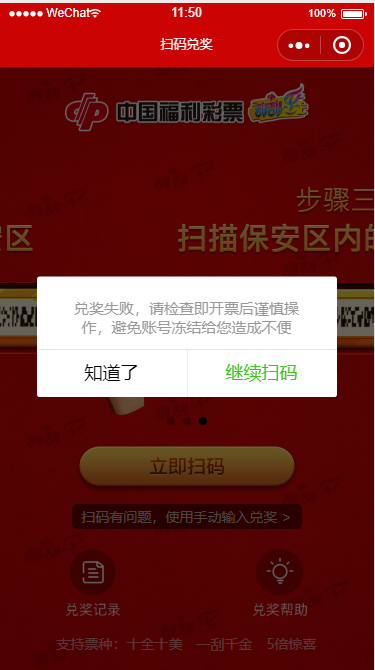 ●●●●● WeChat 11:50 100%
扫码兑奖
中国福利彩票 刮刮乐
步骤三
安区 扫描保安区内的
兑奖失败，请检查即开票后谨慎操
作，避免账号冻结给您造成不便
知道了 继续扫码
立即扫码
扫码有问题，使用手动输入兑奖 >
兑奖记录 兑奖帮助
支持票种：十全十美 一刮千金 5倍惊喜